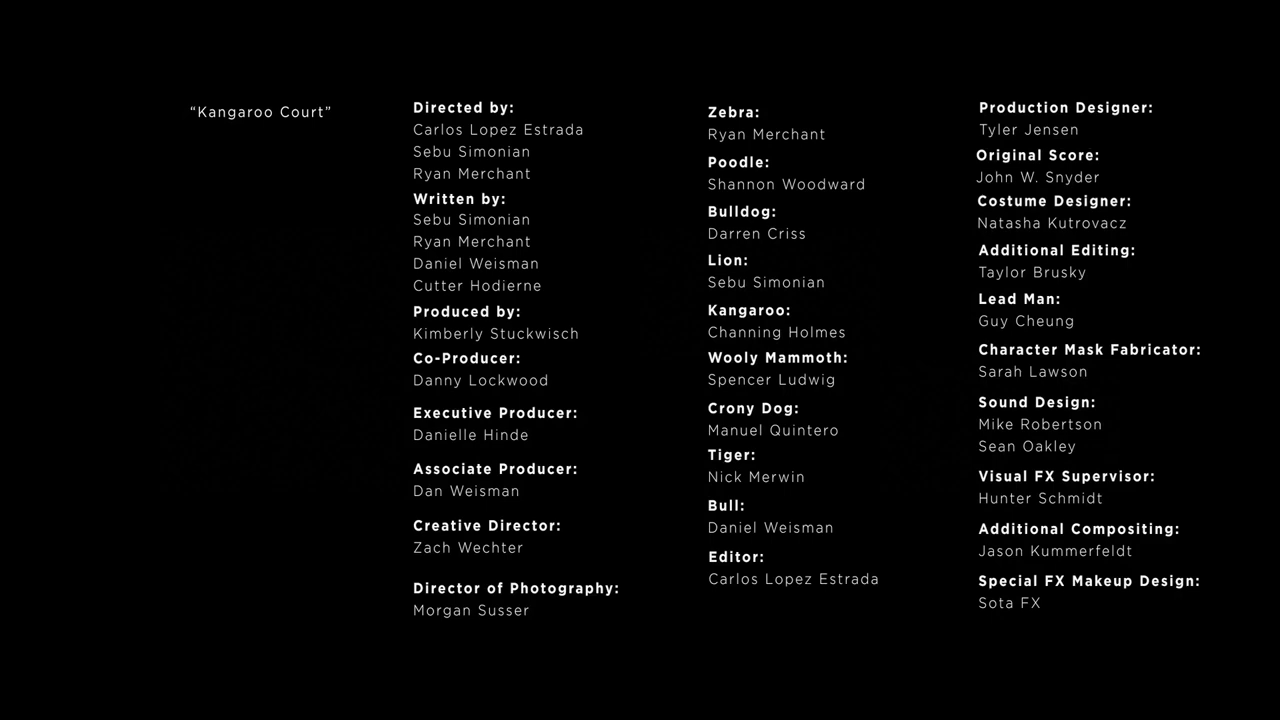 “Kangaroo Court”
Directed by:
Carlos Lopez Estrada
Sebu Simonian
Ryan Merchant
Written by:
Sebu Simonian
Ryan Merchant
Daniel Weisman
Cutter Hodierne
Produced by:
Kimberly Stuckwisch
Co-Producer:
Danny Lockwood
Executive Producer:
Danielle Hinde
Associate Producer:
Dan Weisman
Creative Director:
Zach Wechter
Director of Photography:
Morgan Susser
Zebra:
Ryan Merchant
Poodle:
Shannon Woodward
Bulldog:
Darren Criss
Lion:
Sebu Simonian
Kangaroo:
Channing Holmes
Wooly Mammoth:
Spencer Ludwig
Crony Dog:
Manuel Quintero
Tiger:
Nick Merwin
Bull:
Daniel Weisman
Editor:
Carlos Lopez Estrada
Production Designer:
Tyler Jensen
Original Score:
John W. Snyder
Costume Designer:
Natasha Kutrovacz
Additional Editing:
Taylor Brusky
Lead Man:
Guy Cheung
Character Mask Fabricator:
Sarah Lawson
Sound Design:
Mike Robertson
Sean Oakley
Visual FX Supervisor:
Hunter Schmidt
Additional Compositing:
Jason Kummerfeldt
Special FX Makeup Design:
Sota FX